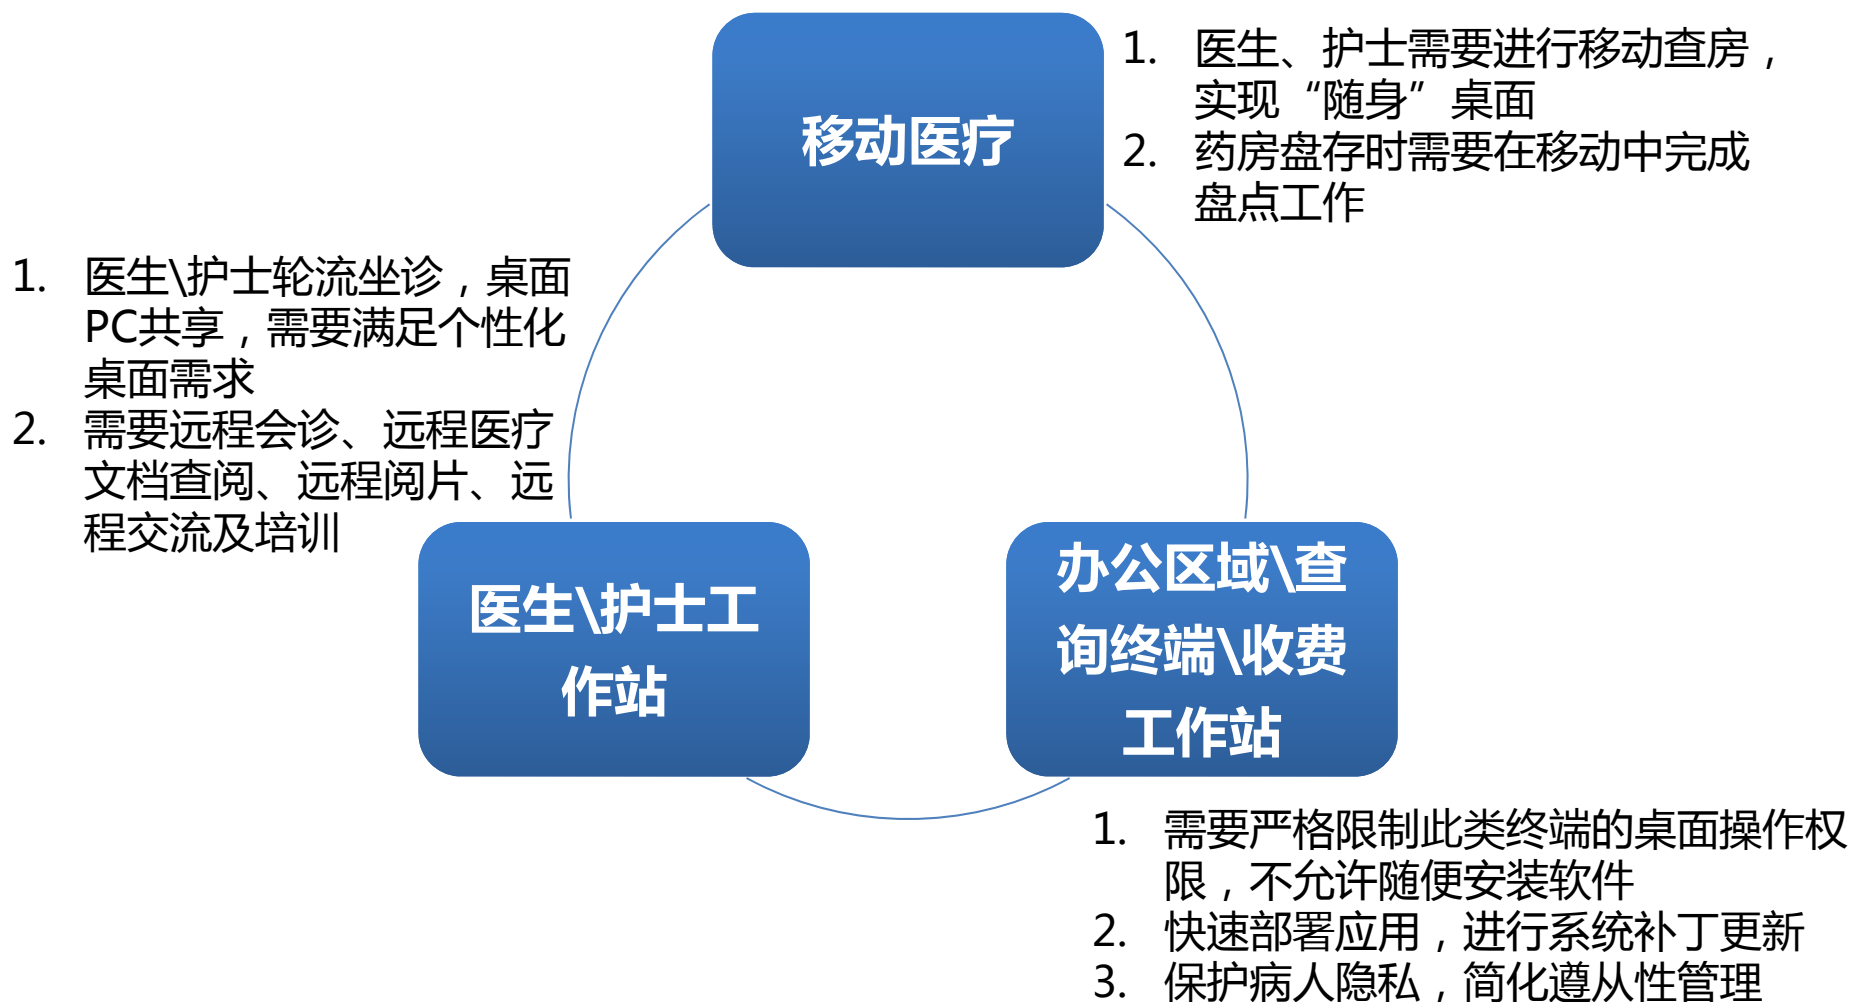 移动医疗
1. 医生、护士需要进行移动查房，
实现“随身”桌面
2. 药房盘存时需要在移动中完成
盘点工作
1. 医生\护士轮流坐诊，桌面
PC共享，需要满足个性化
桌面需求
2. 需要远程会诊、远程医疗
文档查阅、远程阅片、远
程交流及培训
医生\护士工
作站
办公区域\查
询终端\收费
工作站
1. 需要严格限制此类终端的桌面操作权
限，不允许随便安装软件
2. 快速部署应用，进行系统补丁更新
3. 保护病人隐私，简化遵从性管理